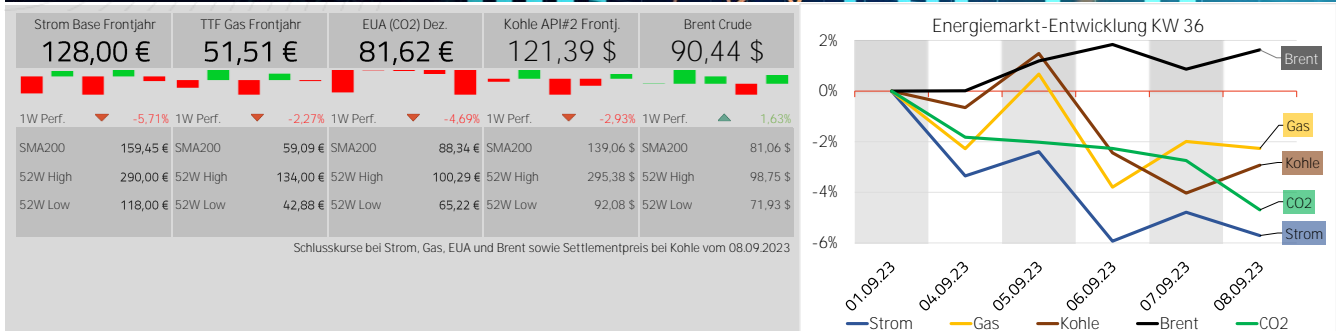 Strom Base Frontjahr
128,00 €
1W Perf. -5,71%
SMA200 159,45 €
52W High 290,00 €
52W Low 118,00 €
TTF Gas Frontjahr
51,51 €
1W Perf. -2,27%
SMA200 59,09 €
52W High 134,00 €
52W Low 42,88 €
EUA (CO2) Dez.
81,62 €
1W Perf. -4,69%
SMA200 88,34 €
52W High 100,29 €
52W Low 65,22 €
Kohle API#2 Frontj.
121,39 $
1W Perf. -2,93%
SMA200 139,06 $
52W High 295,38 $
52W Low 92,08 $
Brent Crude
90,44 $
1W Perf. 1,63%
SMA200 81,06 $
52W High 98,75 $
52W Low 71,93 $
Schlusskurse bei Strom, Gas, EUA und Brent sowie Settlementpreis bei Kohle vom 08.09.2023
Energiemarkt-Entwicklung KW 36
2%
0%
-2%
-4%
-6%
Brent
Gas
Kohle
CO2
Strom
01.09.23
04.09.23
05.09.23
06.09.23
07.09.23
08.09.23
Strom Gas Kohle Brent CO2